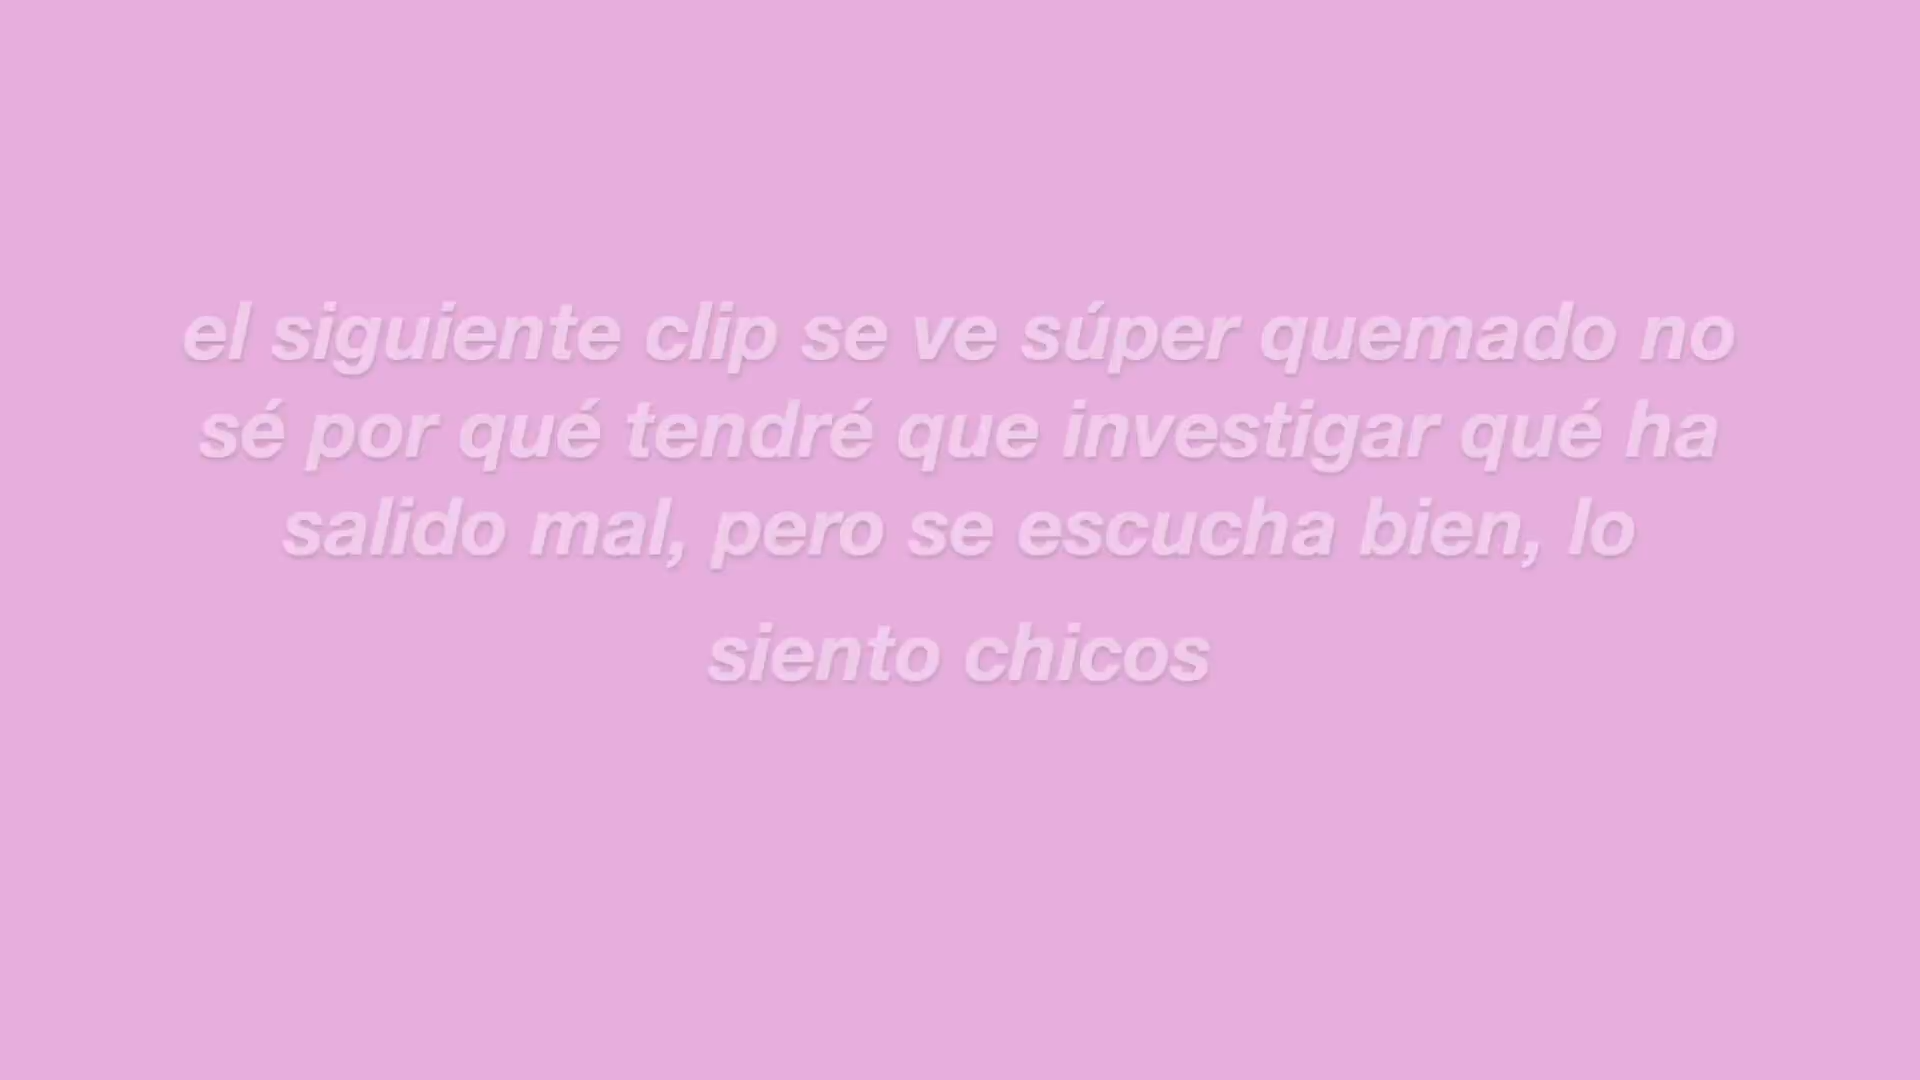 el siguiente clip se ve súper quemado no
sé por qué tendré que investigar qué ha
salido mal, pero se escucha bien, lo
siento chicos